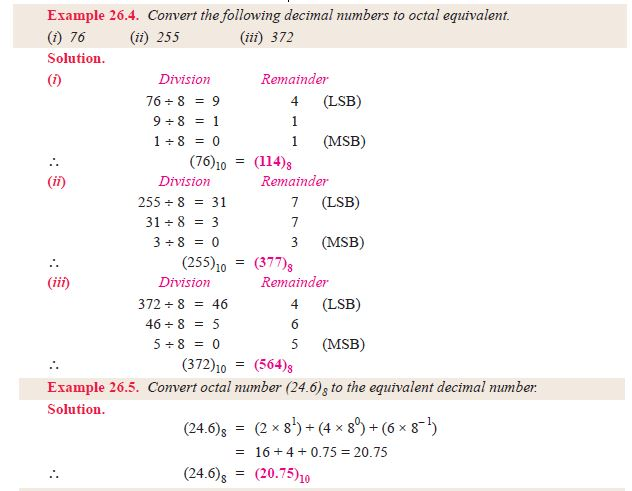 Example 26.4. Convert the following decimal numbers to octal equivalent.
(i) 76 (ii) 255 (iii) 372
Solution.
(i) Division Remainder
76 ÷ 8 = 9 4 (LSB)
9 ÷ 8 = 1 1
1 ÷ 8 = 0 1 (MSB)
∴ (76)₁₀ = (114)₈
(ii) Division Remainder
255 ÷ 8 = 31 7 (LSB)
31 ÷ 8 = 3 7
3 ÷ 8 = 0 3 (MSB)
∴ (255)₁₀ = (377)₈
(iii) Division Remainder
372 ÷ 8 = 46 4 (LSB)
46 ÷ 8 = 5 6
5 ÷ 8 = 0 5 (MSB)
∴ (372)₁₀ = (564)₈
Example 26.5. Convert octal number (24.6)₈ to the equivalent decimal number.
Solution.
(24.6)₈ = (2 × 8¹) + (4 × 8⁰) + (6 × 8⁻¹)
= 16 + 4 + 0.75 = 20.75
∴ (24.6)₈ = (20.75)₁₀